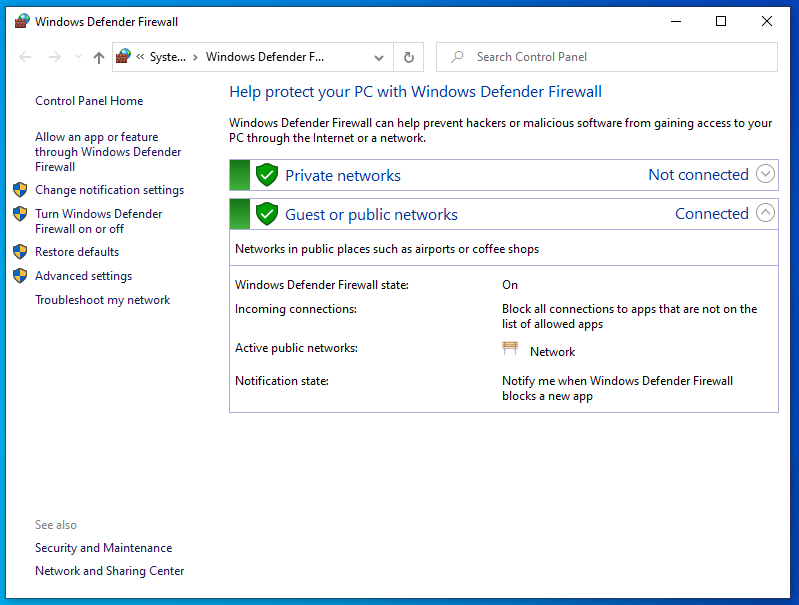 Windows Defender Firewall
« Syste... › Windows Defender F...
Search Control Panel
Control Panel Home
Allow an app or feature
through Windows Defender
Firewall
Change notification settings
Turn Windows Defender
Firewall on or off
Restore defaults
Advanced settings
Troubleshoot my network
Help protect your PC with Windows Defender Firewall
Windows Defender Firewall can help prevent hackers or malicious software from gaining access to your
PC through the Internet or a network.
Private networks Not connected
Guest or public networks Connected
Networks in public places such as airports or coffee shops
Windows Defender Firewall state: On
Incoming connections: Block all connections to apps that are not on the
list of allowed apps
Active public networks: Network
Notification state: Notify me when Windows Defender Firewall
blocks a new app
See also
Security and Maintenance
Network and Sharing Center